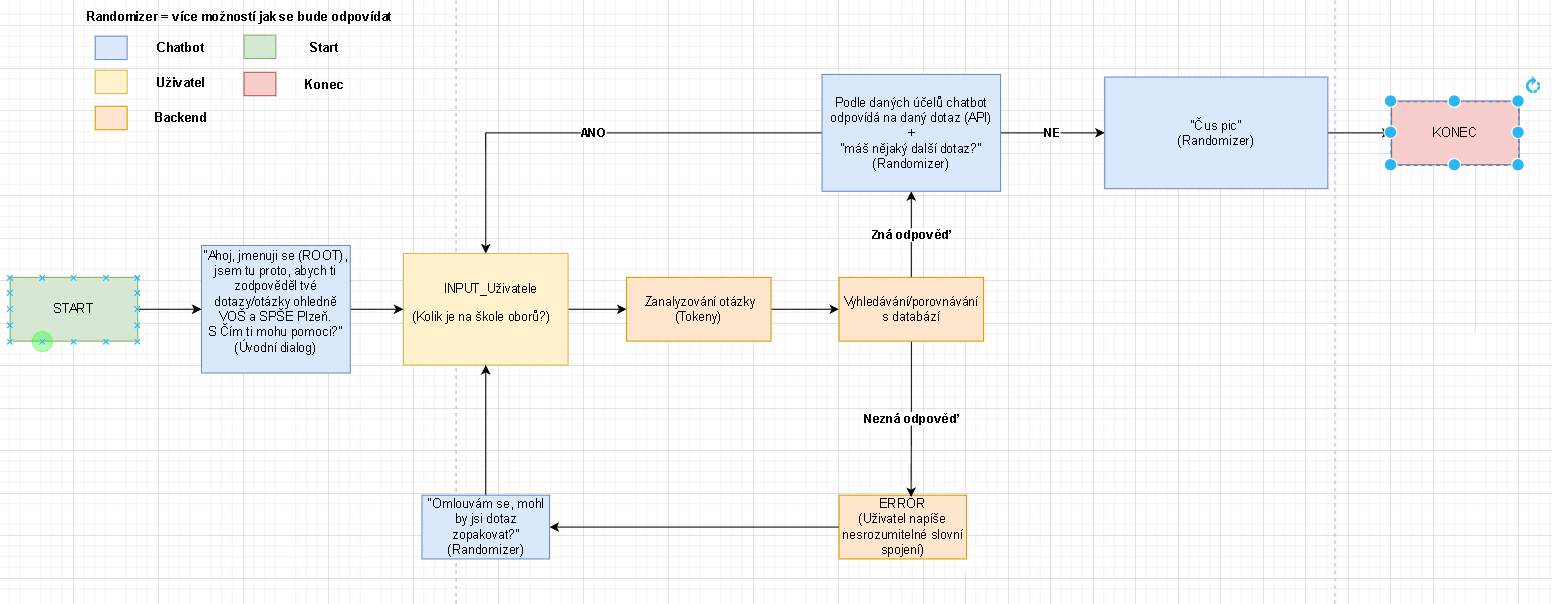 Randomizer = více možností jak se bude odpovídat
Chatbot
Start
Uživatel
Konec
Backend
Podle daných účelů chatbot
odpovídá na daný dotaz (API)
+
"máš nějaký další dotaz?"
(Randomizer)
ANO
NE
"Čus pic"
(Randomizer)
KONEC
Zná odpověď
START
"Ahoj, jmenuji se (ROOT),
jsem tu proto, abych ti
zodpověděl tvé
dotazy/otázky ohledně
VOŠ a SPŠE Plzeň.
S Čím ti mohu pomoci?"
(Úvodní dialog)
INPUT_Uživatele
(Kolik je na škole oborů?)
Zanalyzování otázky
(Tokeny)
Vyhledávání/porovnávání
s databází
Nezná odpověď
"Omlouvám se, mohl
by jsi dotaz
zopakovat?"
(Randomizer)
ERROR
(Uživatel napíše
nesrozumitelné slovní
spojení)